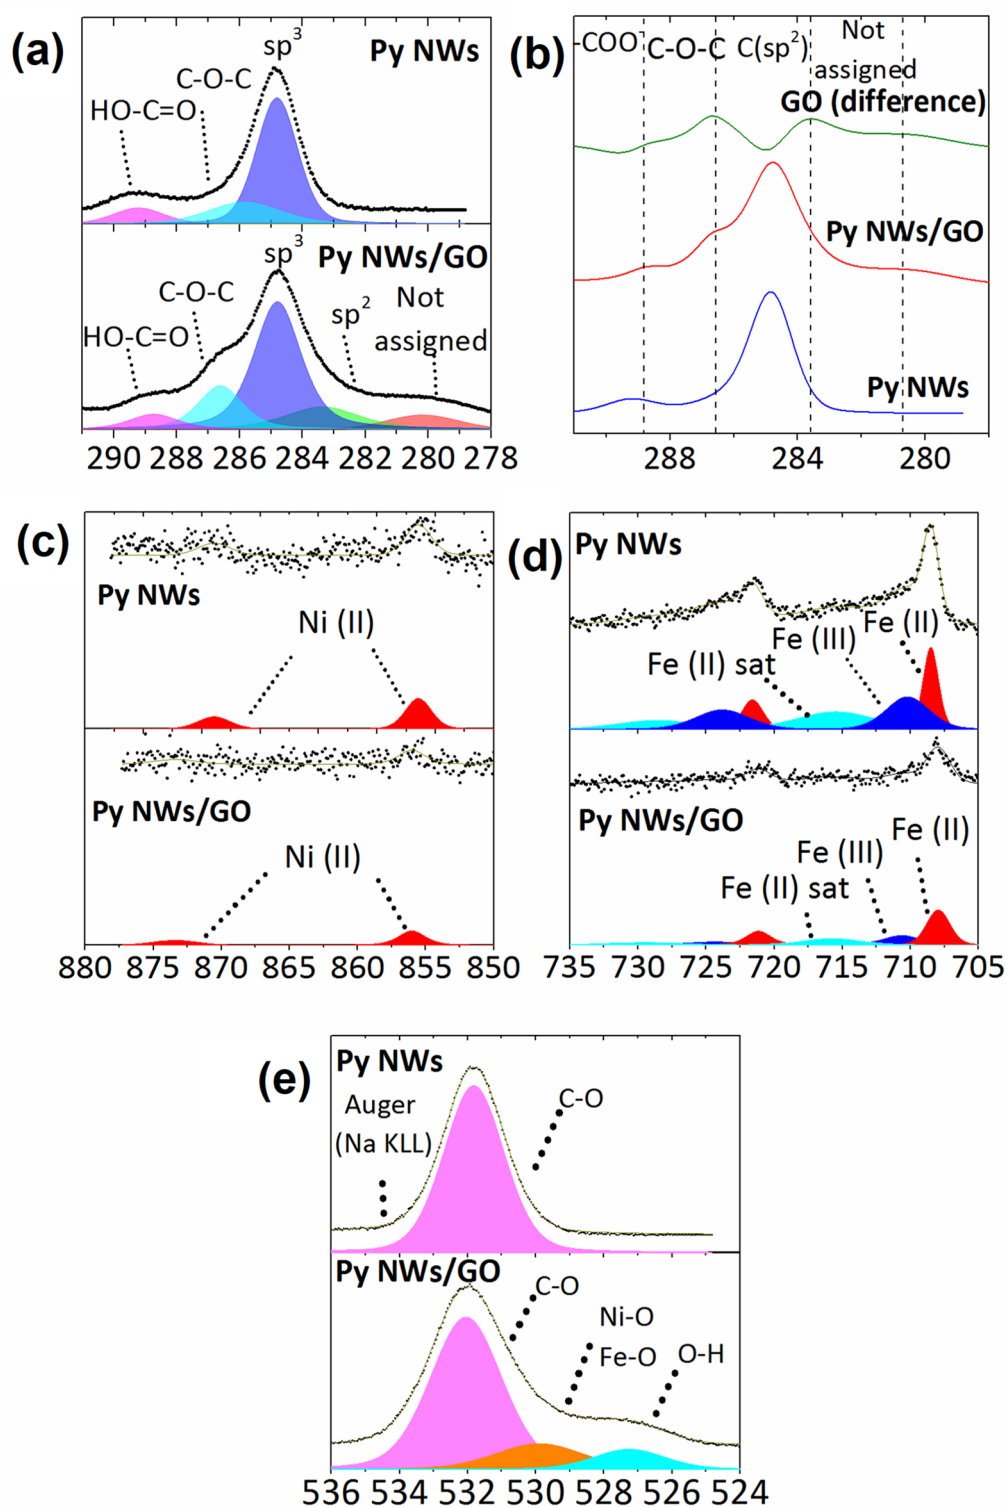 (a)
sp3
Py NWs
C-O-C
HO-C=O
sp3
Py NWs/GO
C-O-C
Not
sp2
assigned
HO-C=O
290 288 286 284 282 280 278
(b)
-COO-
C-O-C
C(sp2)
Not
assigned
GO (difference)
Py NWs/GO
Py NWs
288 284 280
(c)
Py NWs
Ni (II)
Py NWs/GO
Ni (II)
880 875 870 865 860 855 850
(d)
Py NWs
Fe (II)
Fe (III)
Fe (II) sat
Py NWs/GO
Fe (II)
Fe (III)
Fe (II) sat
735 730 725 720 715 710 705
(e)
Py NWs
Auger
(Na KLL)
C-O
Py NWs/GO
C-O
Ni-O
Fe-O
O-H
536 534 532 530 528 526 524